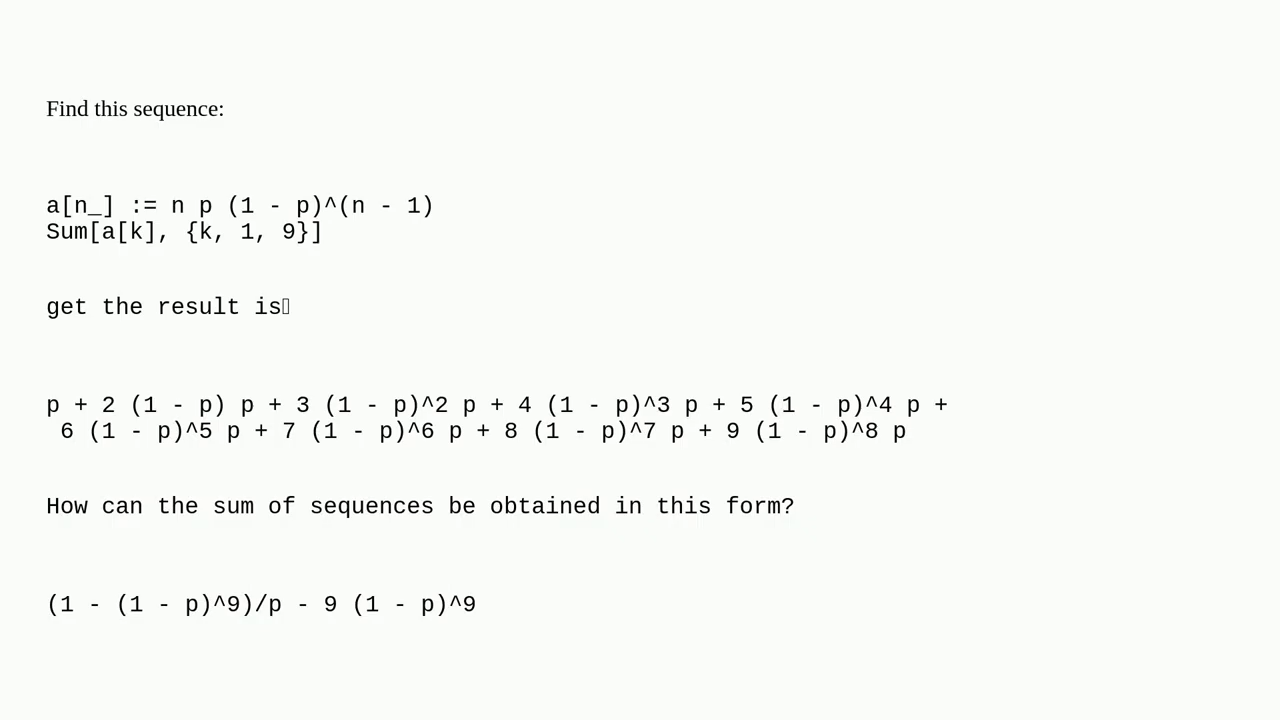 Find this sequence:
a[n_] := n p (1 - p)^(n - 1)
Sum[a[k], {k, 1, 9}]
get the result is
p + 2 (1 - p) p + 3 (1 - p)^2 p + 4 (1 - p)^3 p + 5 (1 - p)^4 p +
6 (1 - p)^5 p + 7 (1 - p)^6 p + 8 (1 - p)^7 p + 9 (1 - p)^8 p
How can the sum of sequences be obtained in this form?
(1 - (1 - p)^9)/p - 9 (1 - p)^9